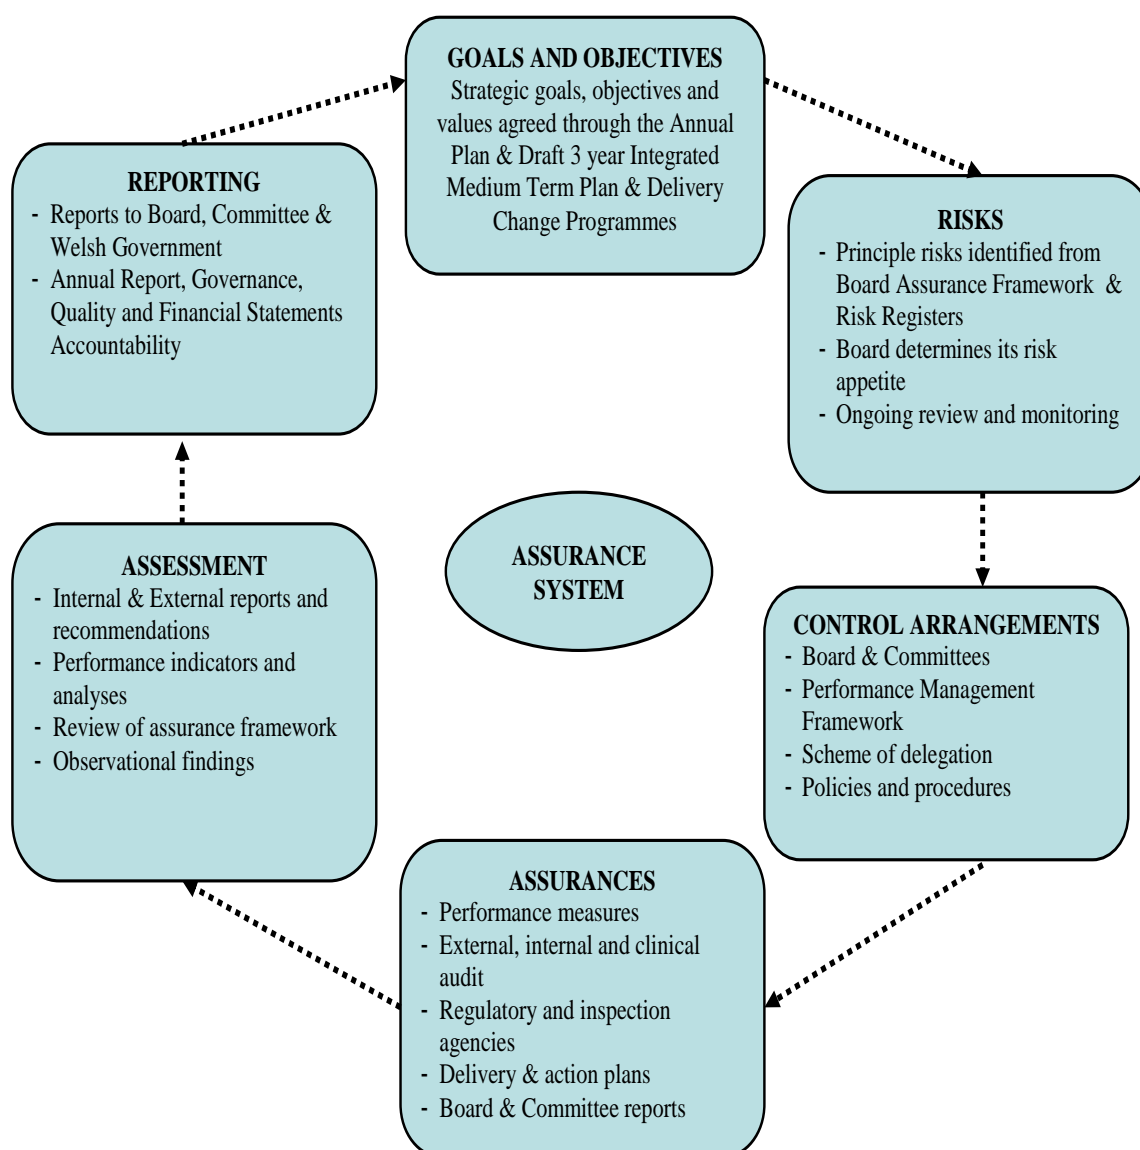 GOALS AND OBJECTIVES
Strategic goals, objectives and
values agreed through the Annual
Plan & Draft 3 year Integrated
Medium Term Plan & Delivery
Change Programmes
RISKS
- Principle risks identified from
Board Assurance Framework &
Risk Registers
- Board determines its risk
appetite
- Ongoing review and monitoring
CONTROL ARRANGEMENTS
- Board & Committees
- Performance Management
Framework
- Scheme of delegation
- Policies and procedures
ASSURANCES
- Performance measures
- External, internal and clinical
audit
- Regulatory and inspection
agencies
- Delivery & action plans
- Board & Committee reports
ASSESSMENT
- Internal & External reports and
recommendations
- Performance indicators and
analyses
- Review of assurance framework
- Observational findings
REPORTING
- Reports to Board, Committee &
Welsh Government
- Annual Report, Governance,
Quality and Financial Statements
Accountability
ASSURANCE
SYSTEM